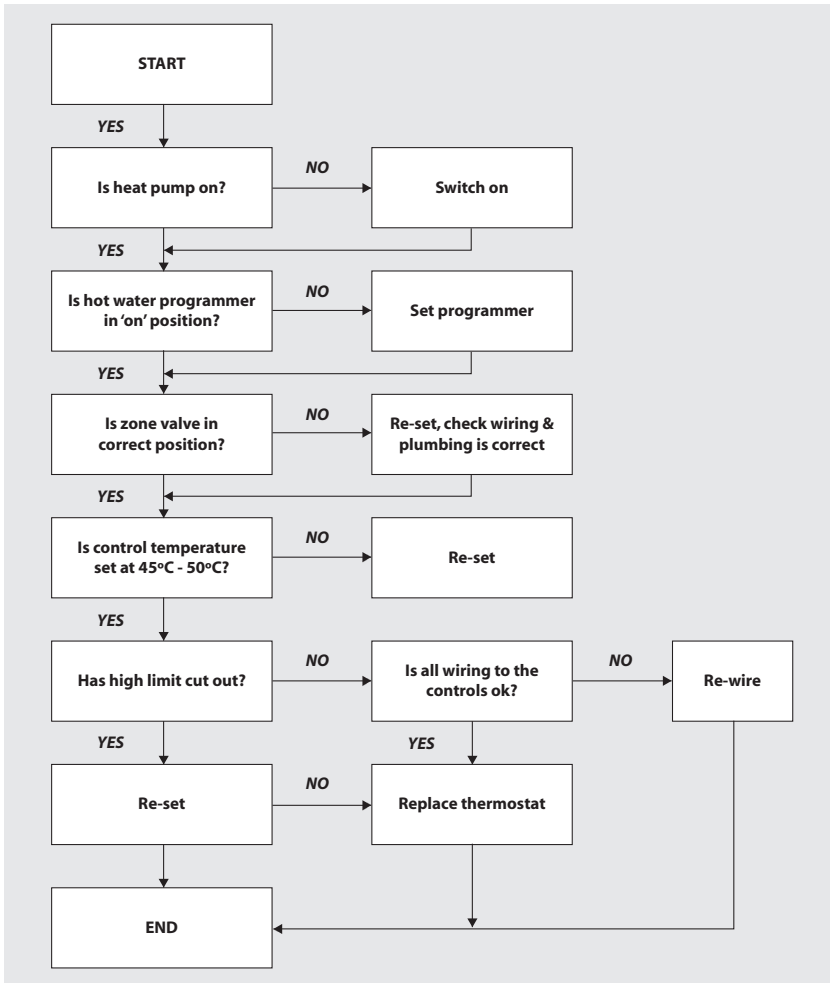 START
YES
Is heat pump on?
NO
Switch on
YES
Is hot water programmer
in ‘on’ position?
NO
Set programmer
YES
Is zone valve in
correct position?
NO
Re-set, check wiring &
plumbing is correct
YES
Is control temperature
set at 45ºC - 50ºC?
NO
Re-set
YES
Has high limit cut out?
NO
Is all wiring to the
controls ok?
NO
Re-wire
YES
YES
Re-set
NO
Replace thermostat
END